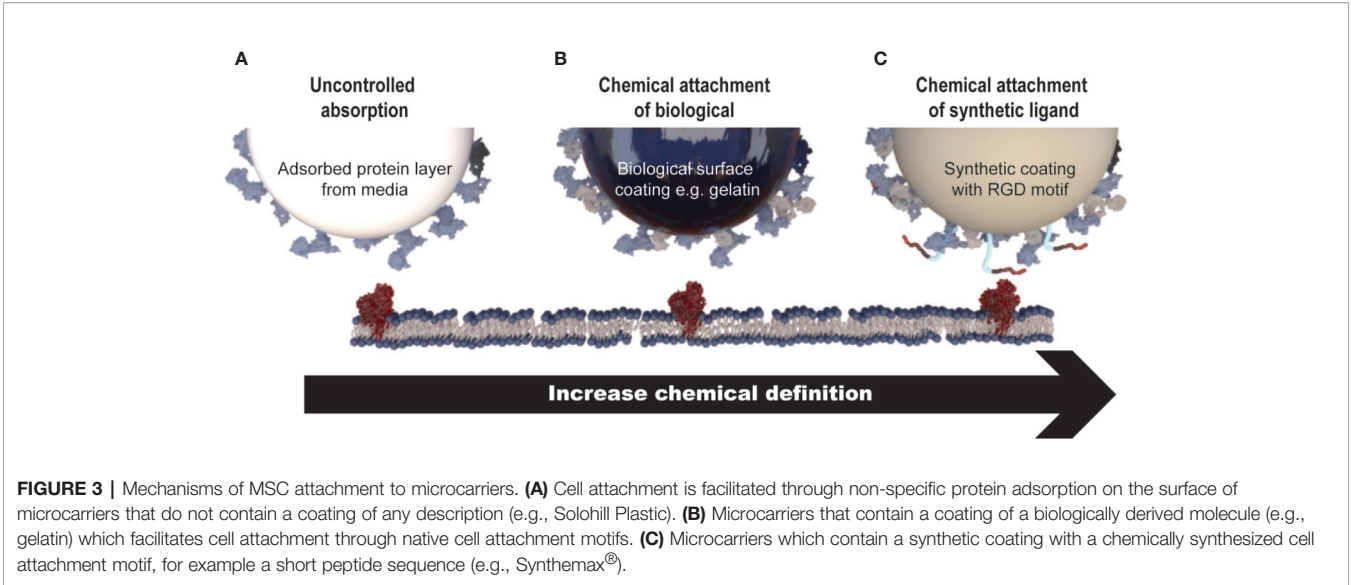 A
Uncontrolled
absorption
Adsorbed protein layer
from media
B
Chemical attachment
of biological
Biological surface
coating e.g. gelatin
C
Chemical attachment
of synthetic ligand
Synthetic coating
with RGD motif
Increase chemical definition
FIGURE 3 | Mechanisms of MSC attachment to microcarriers. (A) Cell attachment is facilitated through non-specific protein adsorption on the surface of
microcarriers that do not contain a coating of any description (e.g., Solohill Plastic). (B) Microcarriers that contain a coating of a biologically derived molecule (e.g.,
gelatin) which facilitates cell attachment through native cell attachment motifs. (C) Microcarriers which contain a synthetic coating with a chemically synthesized cell
attachment motif, for example a short peptide sequence (e.g., Synthemax®).